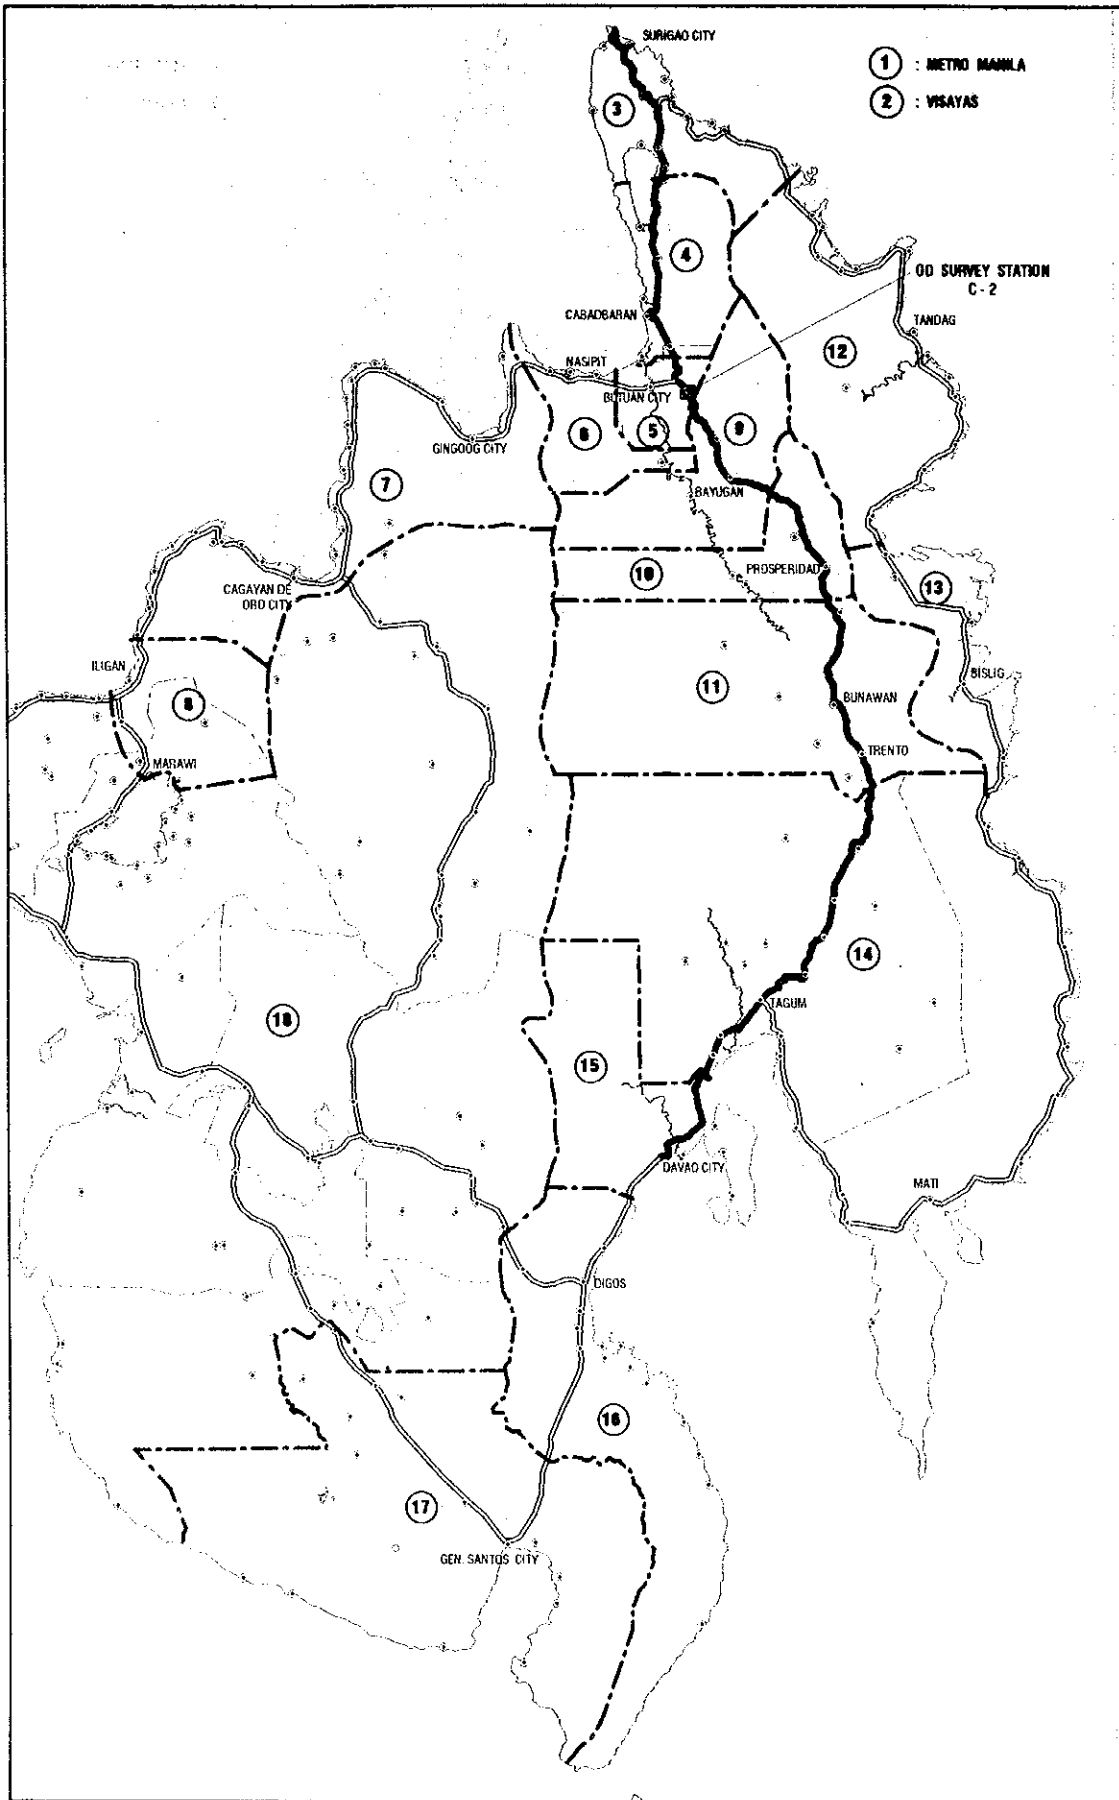 SURIGAO CITY
1 : METRO MANILA
2 : VISAYAS
3
4
OD SURVEY STATION
C - 2
CABADBARAN
TANDAG
12
NASIPIT
BUTUAN CITY
6
5
9
GINGOOG CITY
7
BAYUGAN
PROSPERIDAD
10
13
CAGAYAN DE
ORO CITY
ILIGAN
BISLIG
11
8
BUNAWAN
TRENTO
MARAWI
14
TAGUM
18
15
DAVAO CITY
MATI
DIGOS
16
17
GEN. SANTOS CITY